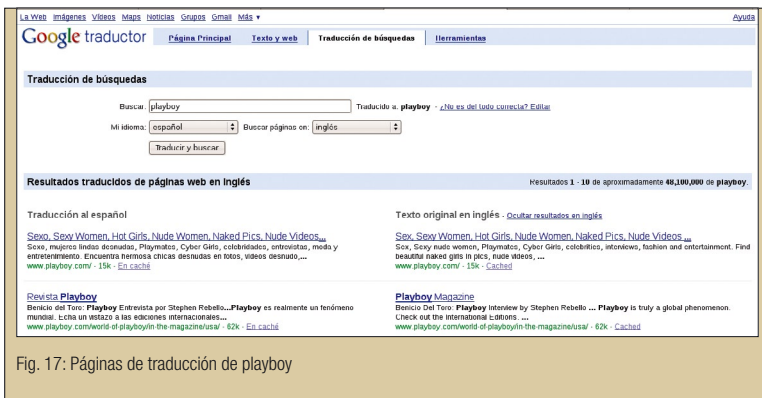 La Web Imágenes Vídeos Maps Noticias Grupos Gmail Más ▼ Ayuda
Google traductor Página Principal Texto y web Traducción de búsquedas Herramientas
Traducción de búsquedas
Buscar: playboy Traducido a: playboy - ¿No es del todo correcta? Editar
Mi idioma: español Buscar páginas en: inglés
Traducir y buscar
Resultados traducidos de páginas web en inglés Resultados 1 - 10 de aproximadamente 48,100,000 de playboy.
Traducción al español
Sexo, Sexy Women, Hot Girls, Nude Women, Naked Pics, Nude Videos...
Sexo, mujeres lindas desnudas, Playmates, Cyber Girls, celebridades, entrevistas, moda y
entretenimiento. Encuentra hermosa chicas desnudas en fotos, videos desnudo,...
www.playboy.com/ - 15k - En caché
Revista Playboy
Benicio del Toro: Playboy Entrevista por Stephen Rebello...Playboy es realmente un fenómeno
mundial. Echa un vistazo a las ediciones internacionales...
www.playboy.com/world-of-playboy/in-the-magazine/usa/ - 62k - En caché
Texto original en inglés - Ocultar resultados en inglés
Sex, Sexy Women, Hot Girls, Nude Women, Naked Pics, Nude Videos ...
Sex, Sexy nude women, Playmates, Cyber Girls, celebrities, interviews, fashion and entertainment. Find
beautiful naked girls in pics, nude videos, ...
www.playboy.com/ - 15k - Cached
Playboy Magazine
Benicio Del Toro: Playboy Interview by Stephen Rebello ... Playboy is truly a global phenomenon.
Check out the International Editions. ...
www.playboy.com/world-of-playboy/in-the-magazine/usa/ - 62k - Cached
Fig. 17: Páginas de traducción de playboy